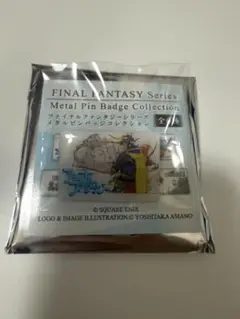 FINAL FANTASY Series
Metal Pin Badge Collection
ファイナルファンタジーシリーズ
メタルピンバッジコレクション
© SQUARE ENIX
LOGO & IMAGE ILLUSTRATION:© YOSHITAKA AMANO